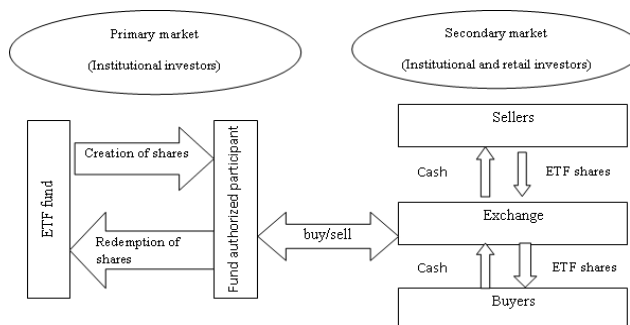 Primary market
(Institutional investors)
Secondary market
(Institutional and retail investors)
ETF fund
Creation of shares
Redemption of
shares
Fund authorized participant
buy/sell
Sellers
Cash
ETF shares
Exchange
Cash
ETF shares
Buyers